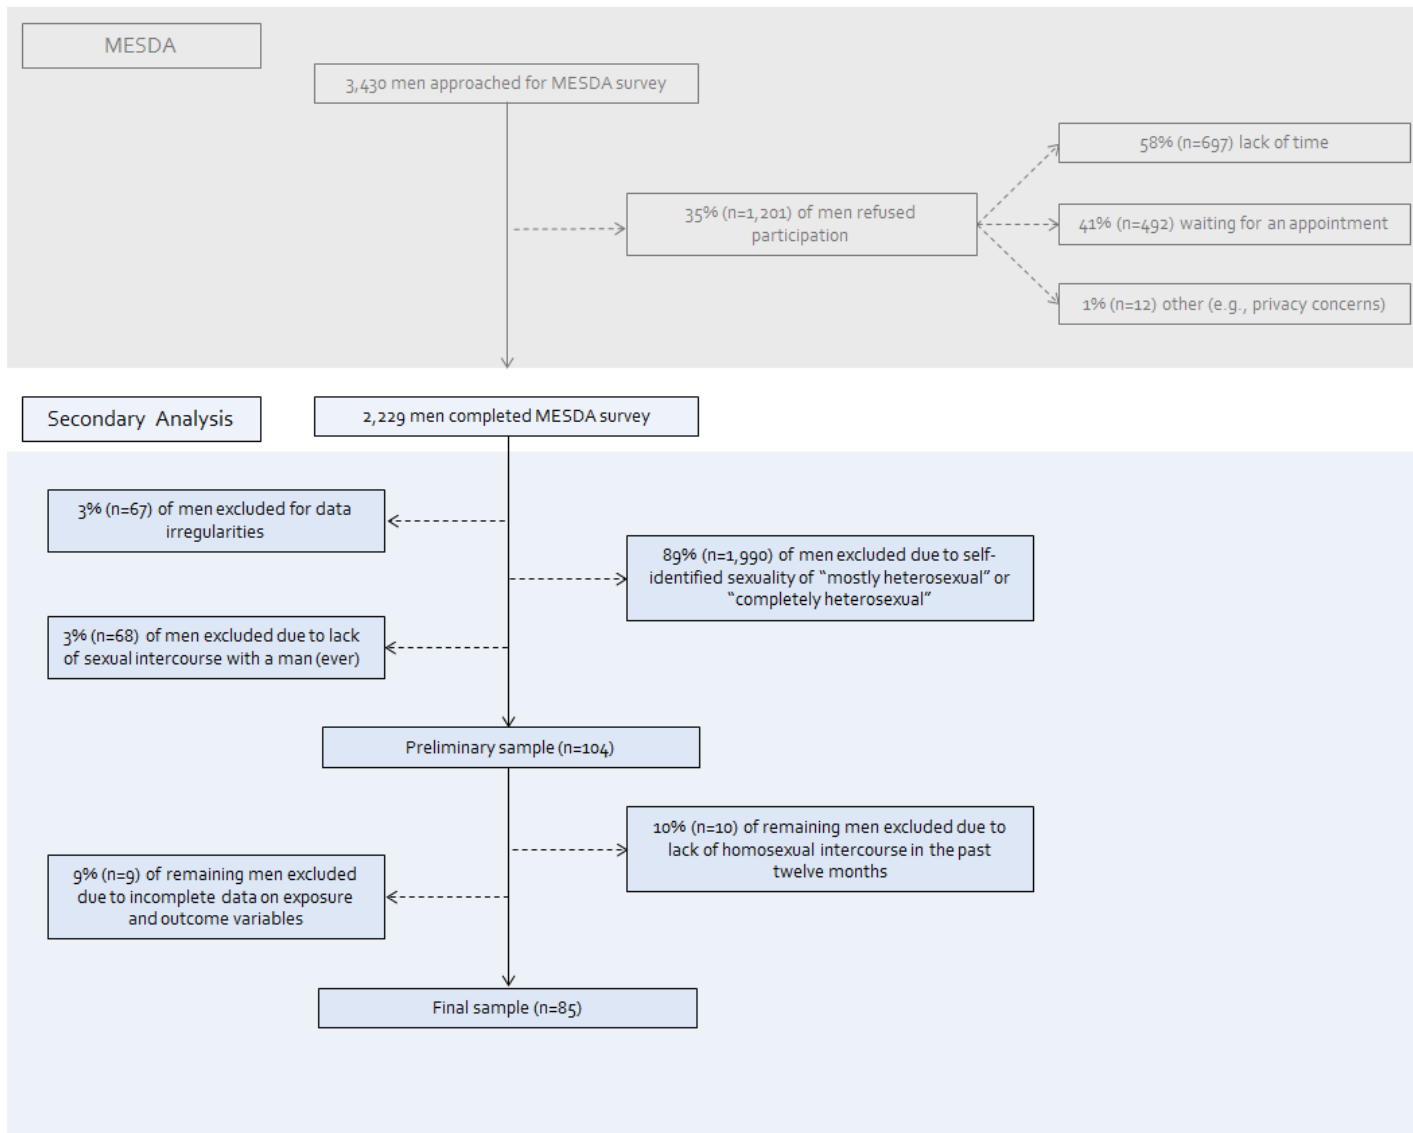 MESDA
3,430 men approached for MESDA survey
58% (n=697) lack of time
35% (n=1,201) of men refused
participation
41% (n=492) waiting for an appointment
1% (n=12) other (e.g., privacy concerns)
Secondary Analysis
2,229 men completed MESDA survey
3% (n=67) of men excluded for data
irregularities
89% (n=1,990) of men excluded due to self-
identified sexuality of “mostly heterosexual” or
“completely heterosexual”
3% (n=68) of men excluded due to lack
of sexual intercourse with a man (ever)
Preliminary sample (n=104)
10% (n=10) of remaining men excluded due to
lack of homosexual intercourse in the past
twelve months
9% (n=9) of remaining men excluded
due to incomplete data on exposure
and outcome variables
Final sample (n=85)